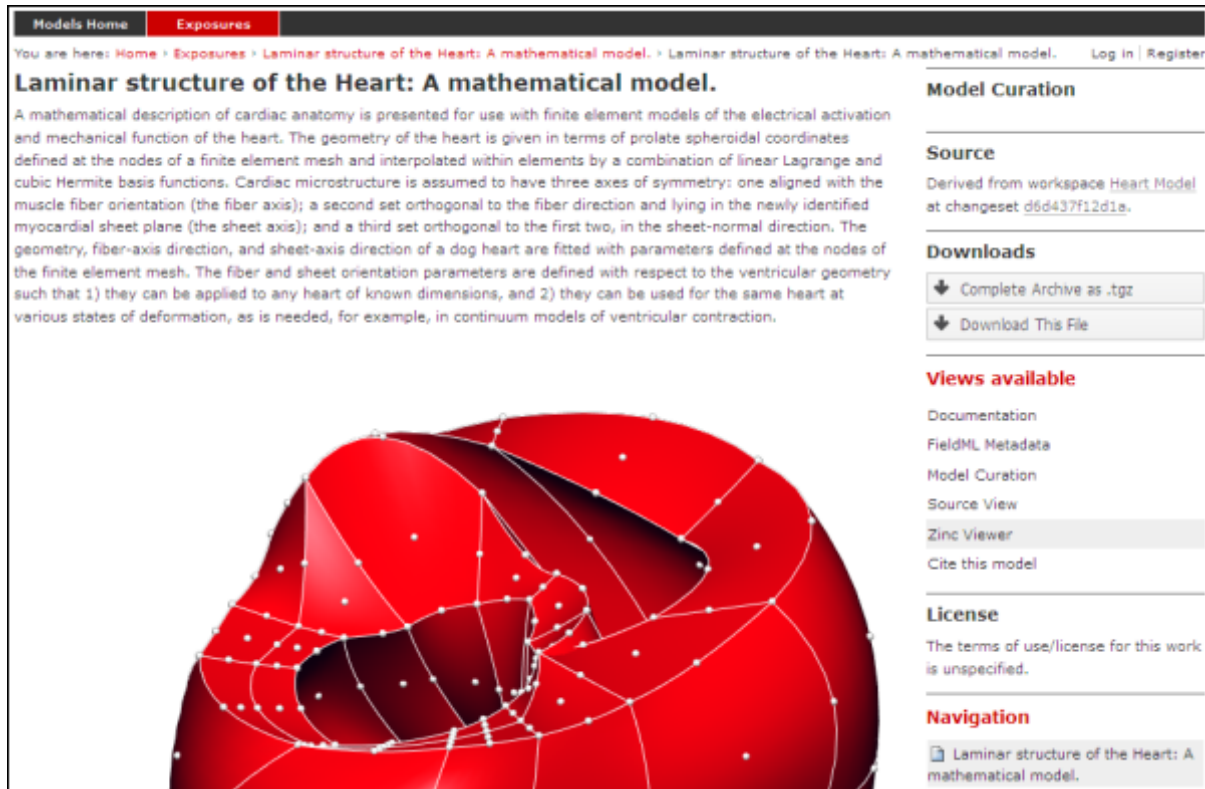 Models Home
Exposures
You are here: Home › Exposures › Laminar structure of the Heart: A mathematical model. › Laminar structure of the Heart: A mathematical model.
Log in | Register
Laminar structure of the Heart: A mathematical model.
A mathematical description of cardiac anatomy is presented for use with finite element models of the electrical activation
and mechanical function of the heart. The geometry of the heart is given in terms of prolate spheroidal coordinates
defined at the nodes of a finite element mesh and interpolated within elements by a combination of linear Lagrange and
cubic Hermite basis functions. Cardiac microstructure is assumed to have three axes of symmetry: one aligned with the
muscle fiber orientation (the fiber axis); a second set orthogonal to the fiber direction and lying in the newly identified
myocardial sheet plane (the sheet axis); and a third set orthogonal to the first two, in the sheet-normal direction. The
geometry, fiber-axis direction, and sheet-axis direction of a dog heart are fitted with parameters defined at the nodes of
the finite element mesh. The fiber and sheet orientation parameters are defined with respect to the ventricular geometry
such that 1) they can be applied to any heart of known dimensions, and 2) they can be used for the same heart at
various states of deformation, as is needed, for example, in continuum models of ventricular contraction.
Model Curation
Source
Derived from workspace Heart Model
at changeset d6d437f12d1a.
Downloads
Complete Archive as .tgz
Download This File
Views available
Documentation
FieldML Metadata
Model Curation
Source View
Zinc Viewer
Cite this model
License
The terms of use/license for this work
is unspecified.
Navigation
Laminar structure of the Heart: A
mathematical model.